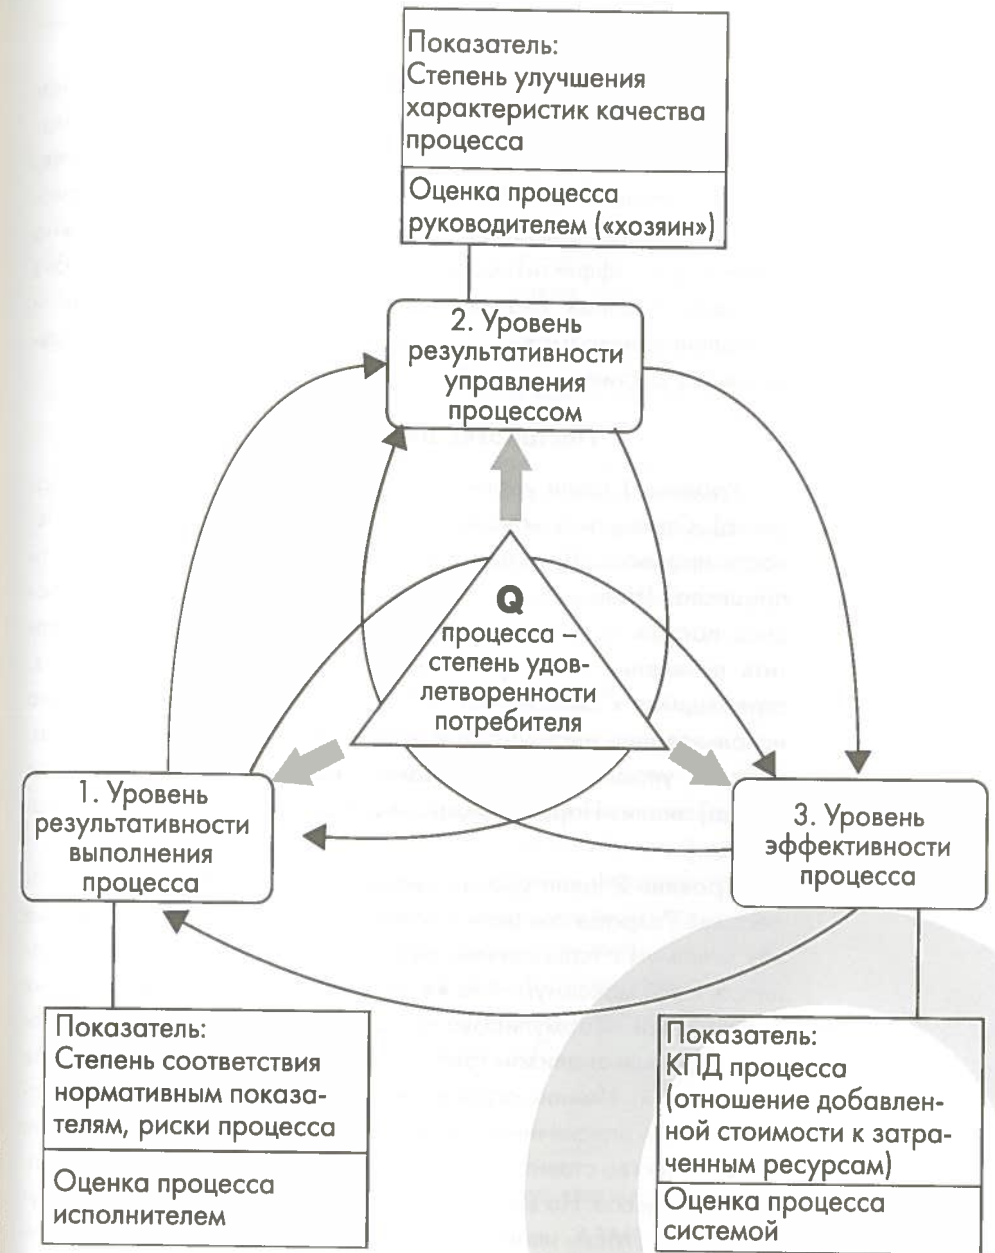 Показатель:
Степень улучшения
характеристик качества
процесса
Оценка процесса
руководителем («хозяин»)
2. Уровень
результативности
управления
процессом
Q
процесса –
степень удов-
летворенности
потребителя
1. Уровень
результативности
выполнения
процесса
3. Уровень
эффективности
процесса
Показатель:
Степень соответствия
нормативным показа-
телям, риски процесса
Оценка процесса
исполнителем
Показатель:
КПД процесса
(отношение добавлен-
ной стоимости к затра-
ченным ресурсам)
Оценка процесса
системой